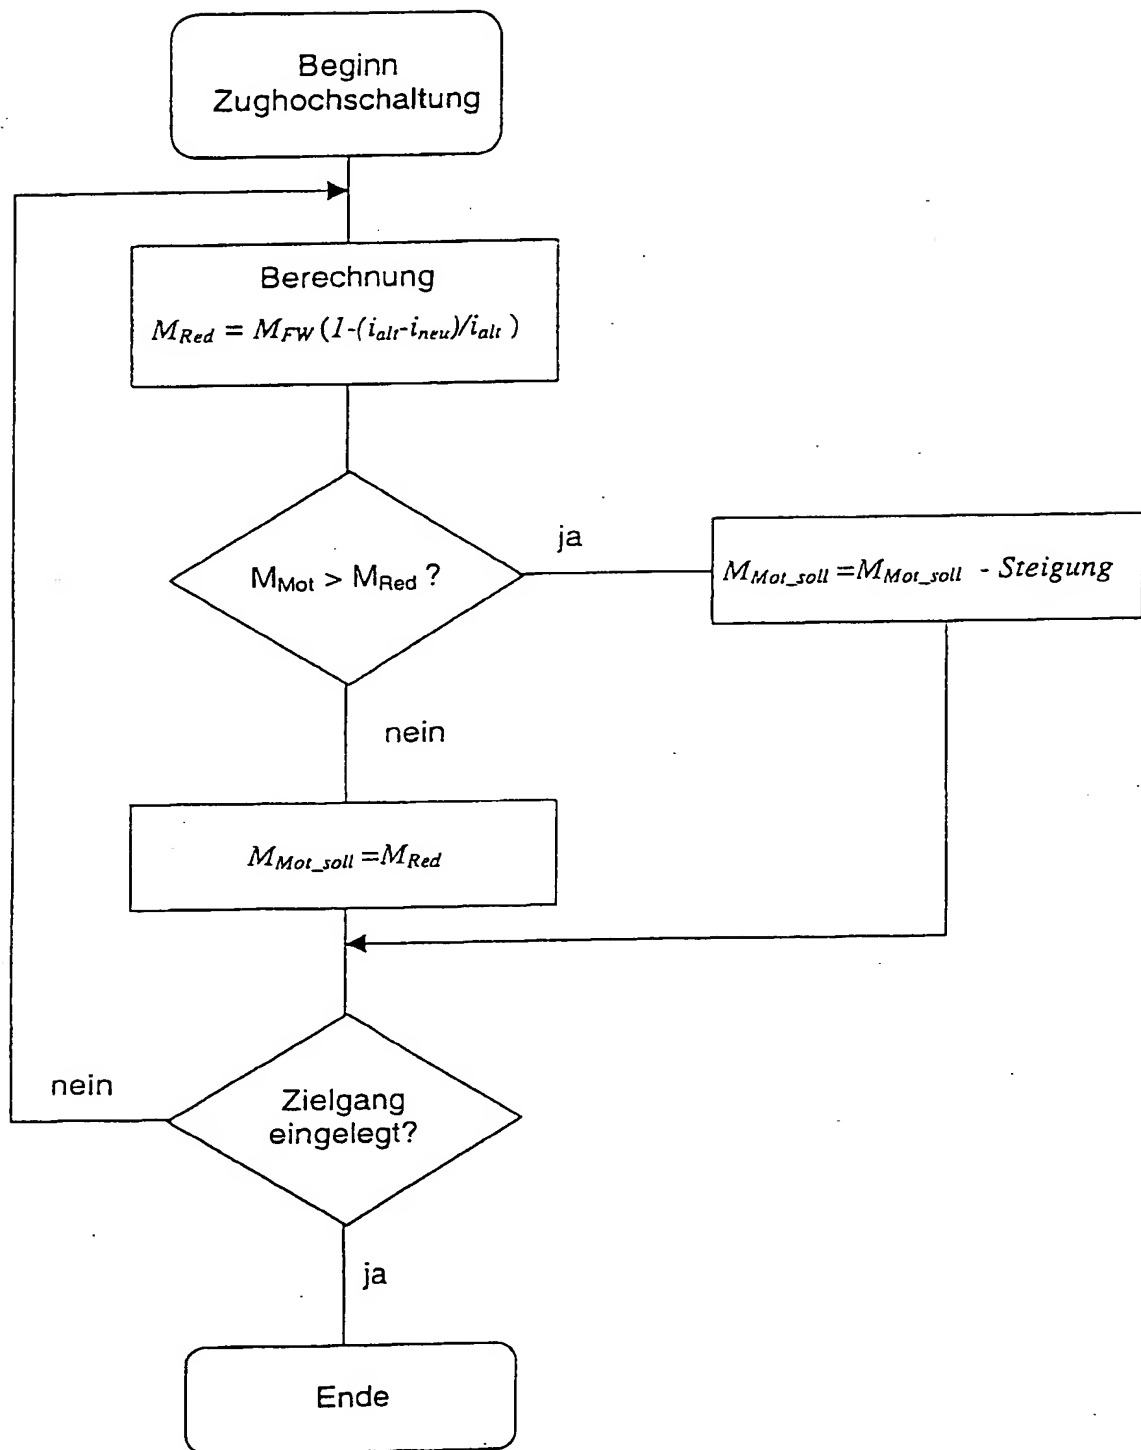 Beginn
Zughochschaltung
Berechnung
M_Red = M_FW (1-(i_alt-i_neu)/i_alt )
M_Mot > M_Red ?
ja
M_Mot_soll =M_Mot_soll - Steigung
nein
M_Mot_soll =M_Red
nein
Zielgang
eingelegt?
ja
Ende